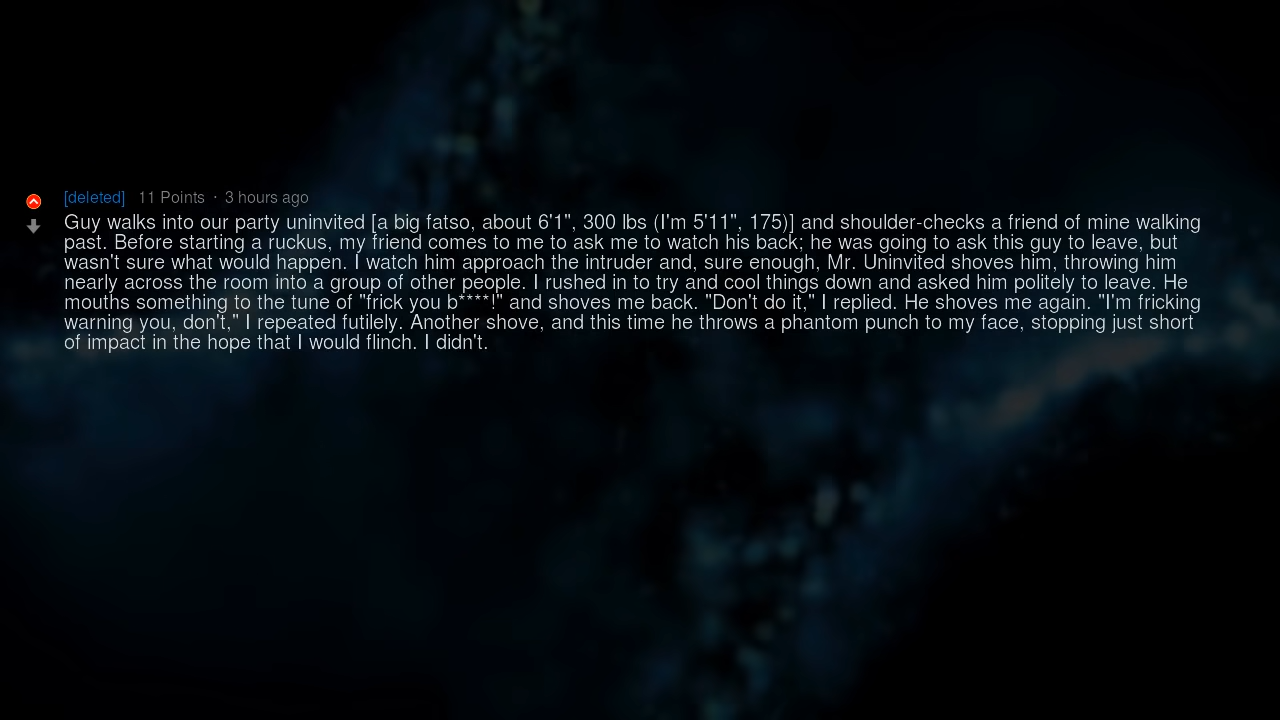 [deleted] 11 Points · 3 hours ago
Guy walks into our party uninvited [a big fatso, about 6'1", 300 lbs (I'm 5'11", 175)] and shoulder-checks a friend of mine walking
past. Before starting a ruckus, my friend comes to me to ask me to watch his back; he was going to ask this guy to leave, but
wasn't sure what would happen. I watch him approach the intruder and, sure enough, Mr. Uninvited shoves him, throwing him
nearly across the room into a group of other people. I rushed in to try and cool things down and asked him politely to leave. He
mouths something to the tune of "frick you b****!" and shoves me back. "Don't do it," I replied. He shoves me again. "I'm fricking
warning you, don't," I repeated futilely. Another shove, and this time he throws a phantom punch to my face, stopping just short
of impact in the hope that I would flinch. I didn't.